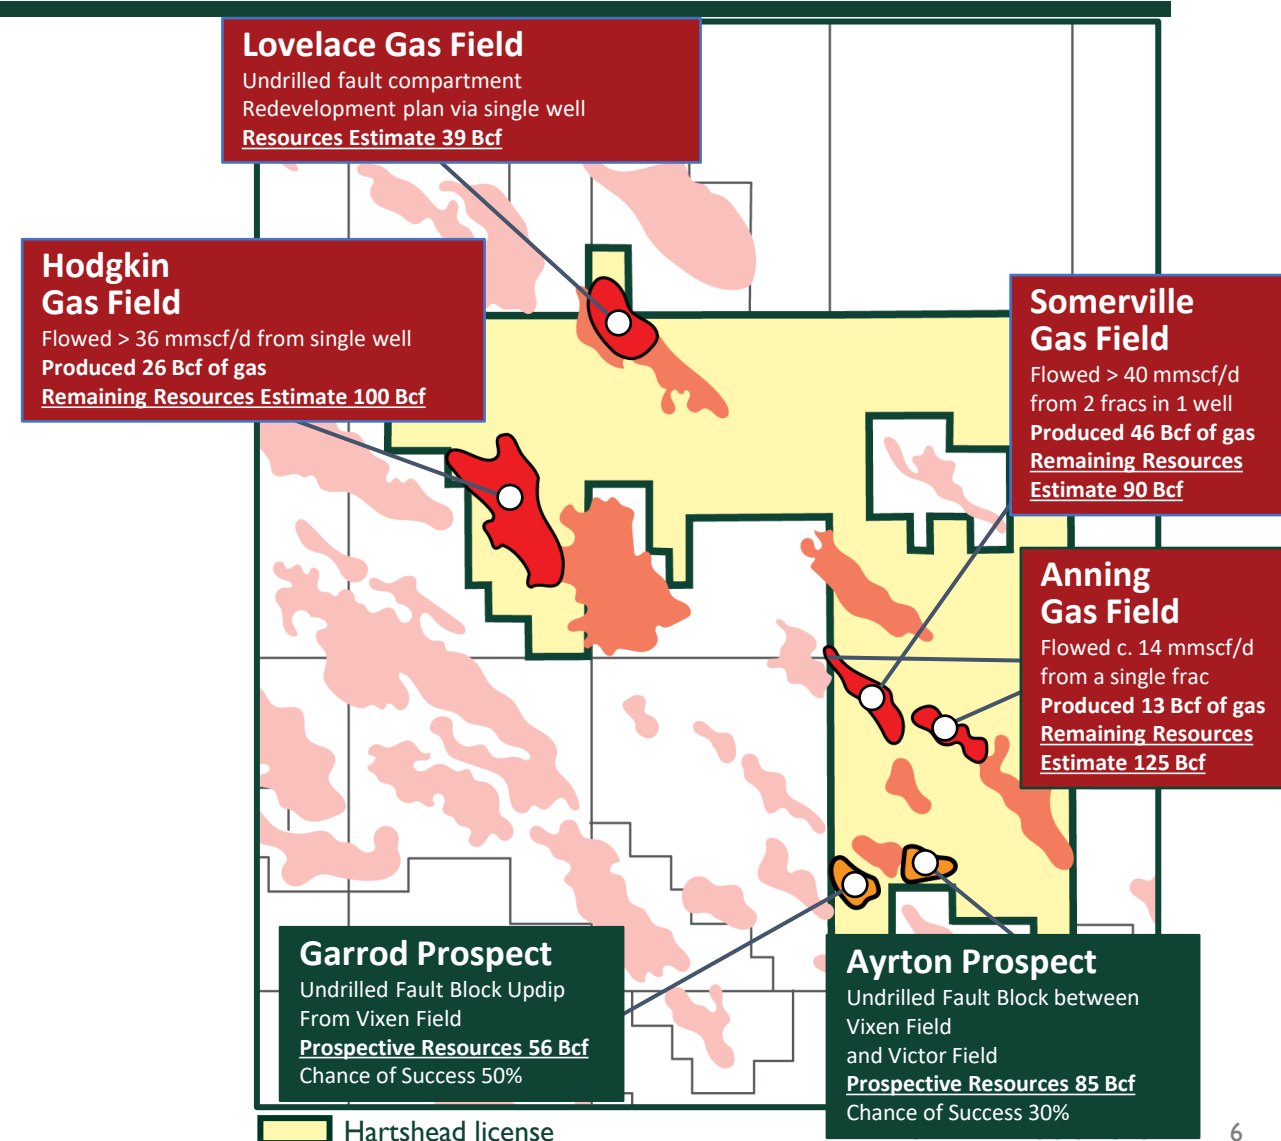 Lovelace Gas Field
Undrilled fault compartment
Redevelopment plan via single well
Resources Estimate 39 Bcf
Hodgkin
Gas Field
Flowed > 36 mmscf/d from single well
Produced 26 Bcf of gas
Remaining Resources Estimate 100 Bcf
Somerville
Gas Field
Flowed > 40 mmscf/d
from 2 fracs in 1 well
Produced 46 Bcf of gas
Remaining Resources
Estimate 90 Bcf
Anning
Gas Field
Flowed c. 14 mmscf/d
from a single frac
Produced 13 Bcf of gas
Remaining Resources
Estimate 125 Bcf
Garrod Prospect
Undrilled Fault Block Updip
From Vixen Field
Prospective Resources 56 Bcf
Chance of Success 50%
Ayrton Prospect
Undrilled Fault Block between
Vixen Field
and Victor Field
Prospective Resources 85 Bcf
Chance of Success 30%
Hartshead license
6